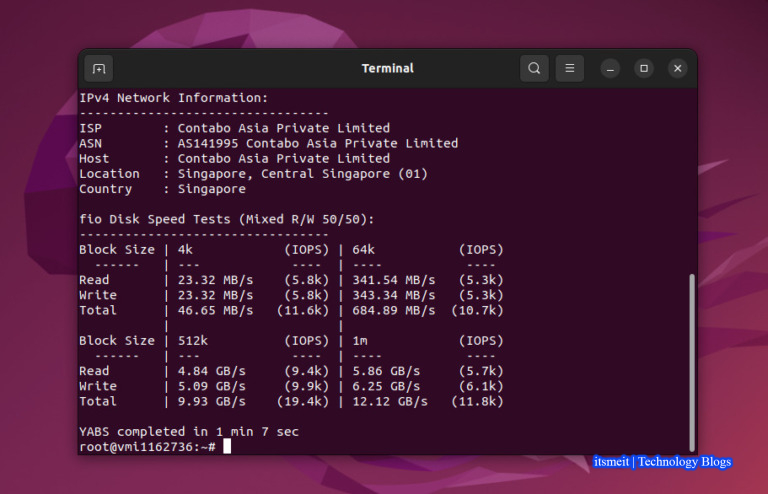 Terminal
IPv4 Network Information:
---------------------------------
ISP        : Contabo Asia Private Limited
ASN        : AS141995 Contabo Asia Private Limited
Host       : Contabo Asia Private Limited
Location   : Singapore, Central Singapore (01)
Country    : Singapore
fio Disk Speed Tests (Mixed R/W 50/50):
---------------------------------
Block Size | 4k            (IOPS) | 64k           (IOPS)
  ------   | ---            ----  | ----           ----
Read       | 23.32 MB/s    (5.8k) | 341.54 MB/s   (5.3k)
Write      | 23.32 MB/s    (5.8k) | 343.34 MB/s   (5.3k)
Total      | 46.65 MB/s   (11.6k) | 684.89 MB/s  (10.7k)
           |                      |
Block Size | 512k          (IOPS) | 1m            (IOPS)
  ------   | ---            ----  | ----           ----
Read       | 4.84 GB/s     (9.4k) | 5.86 GB/s     (5.7k)
Write      | 5.09 GB/s     (9.9k) | 6.25 GB/s     (6.1k)
Total      | 9.93 GB/s    (19.4k) | 12.12 GB/s   (11.8k)
YABS completed in 1 min 7 sec
root@vmi1162736:~#
itsmeit | Technology Blogs